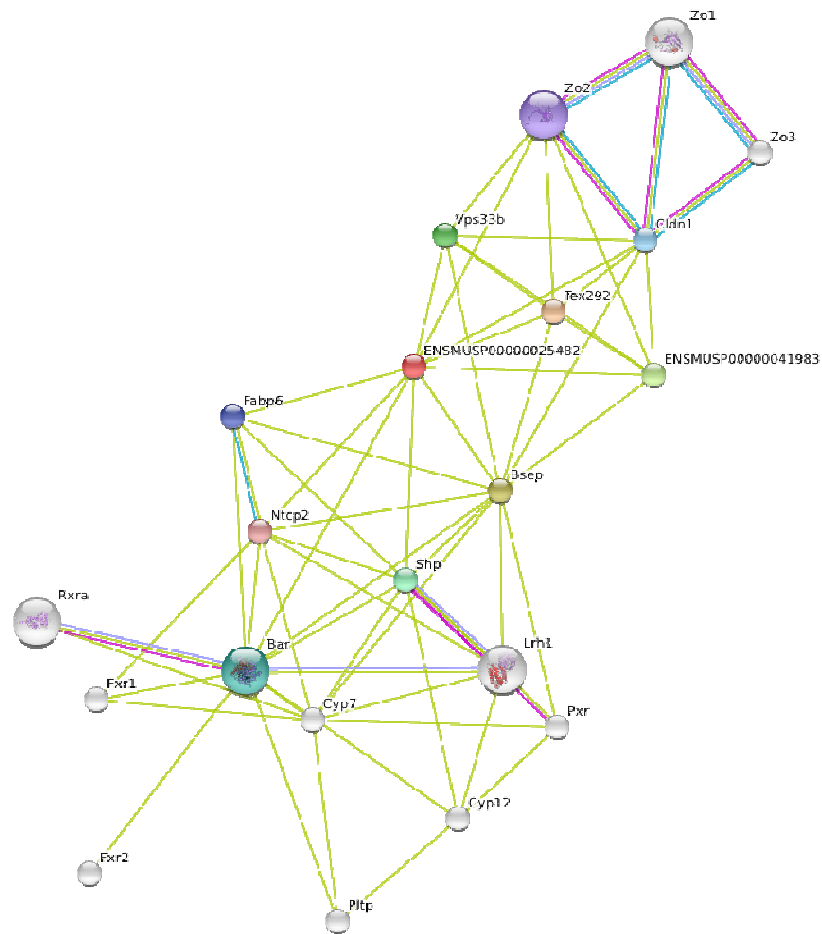 Zo1
Zo2
Zo3
Vps33b
Cldn1
Tex292
ENSMUSP00000025482
ENSMUSP00000041983
Fabp6
Bsep
Ntcp2
Shp
Rxra
Bar
Lrh1
Fxr1
Cyp7
Pxr
Cyp12
Fxr2
Pltp